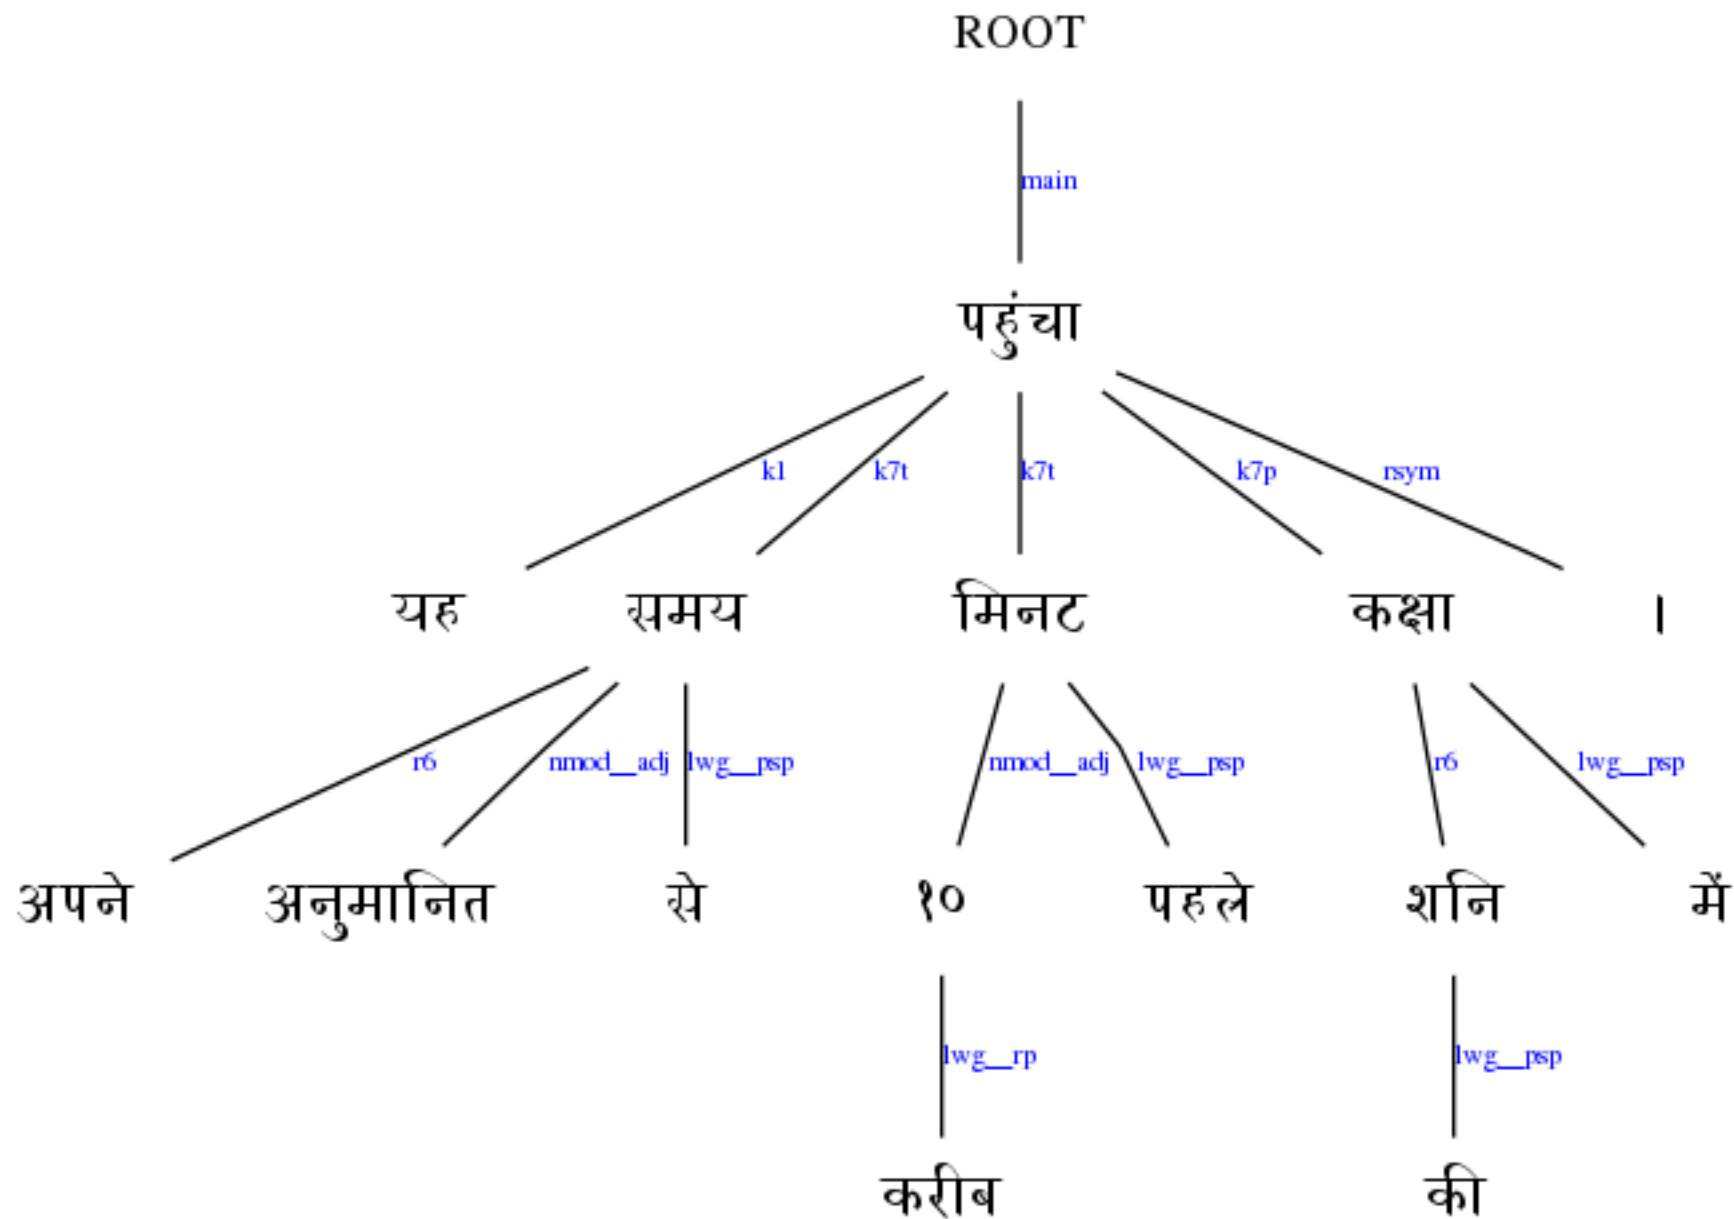 ROOT
main
पहुंचा
k1 k7t k7t k7p rsym
यह समय मिनट कक्षा ।
r6 nmod__adj lwg__psp nmod__adj lwg__psp r6 lwg__psp
अपने अनुमानित से १० पहले शनि में
lwg__rp lwg__psp
करीब की